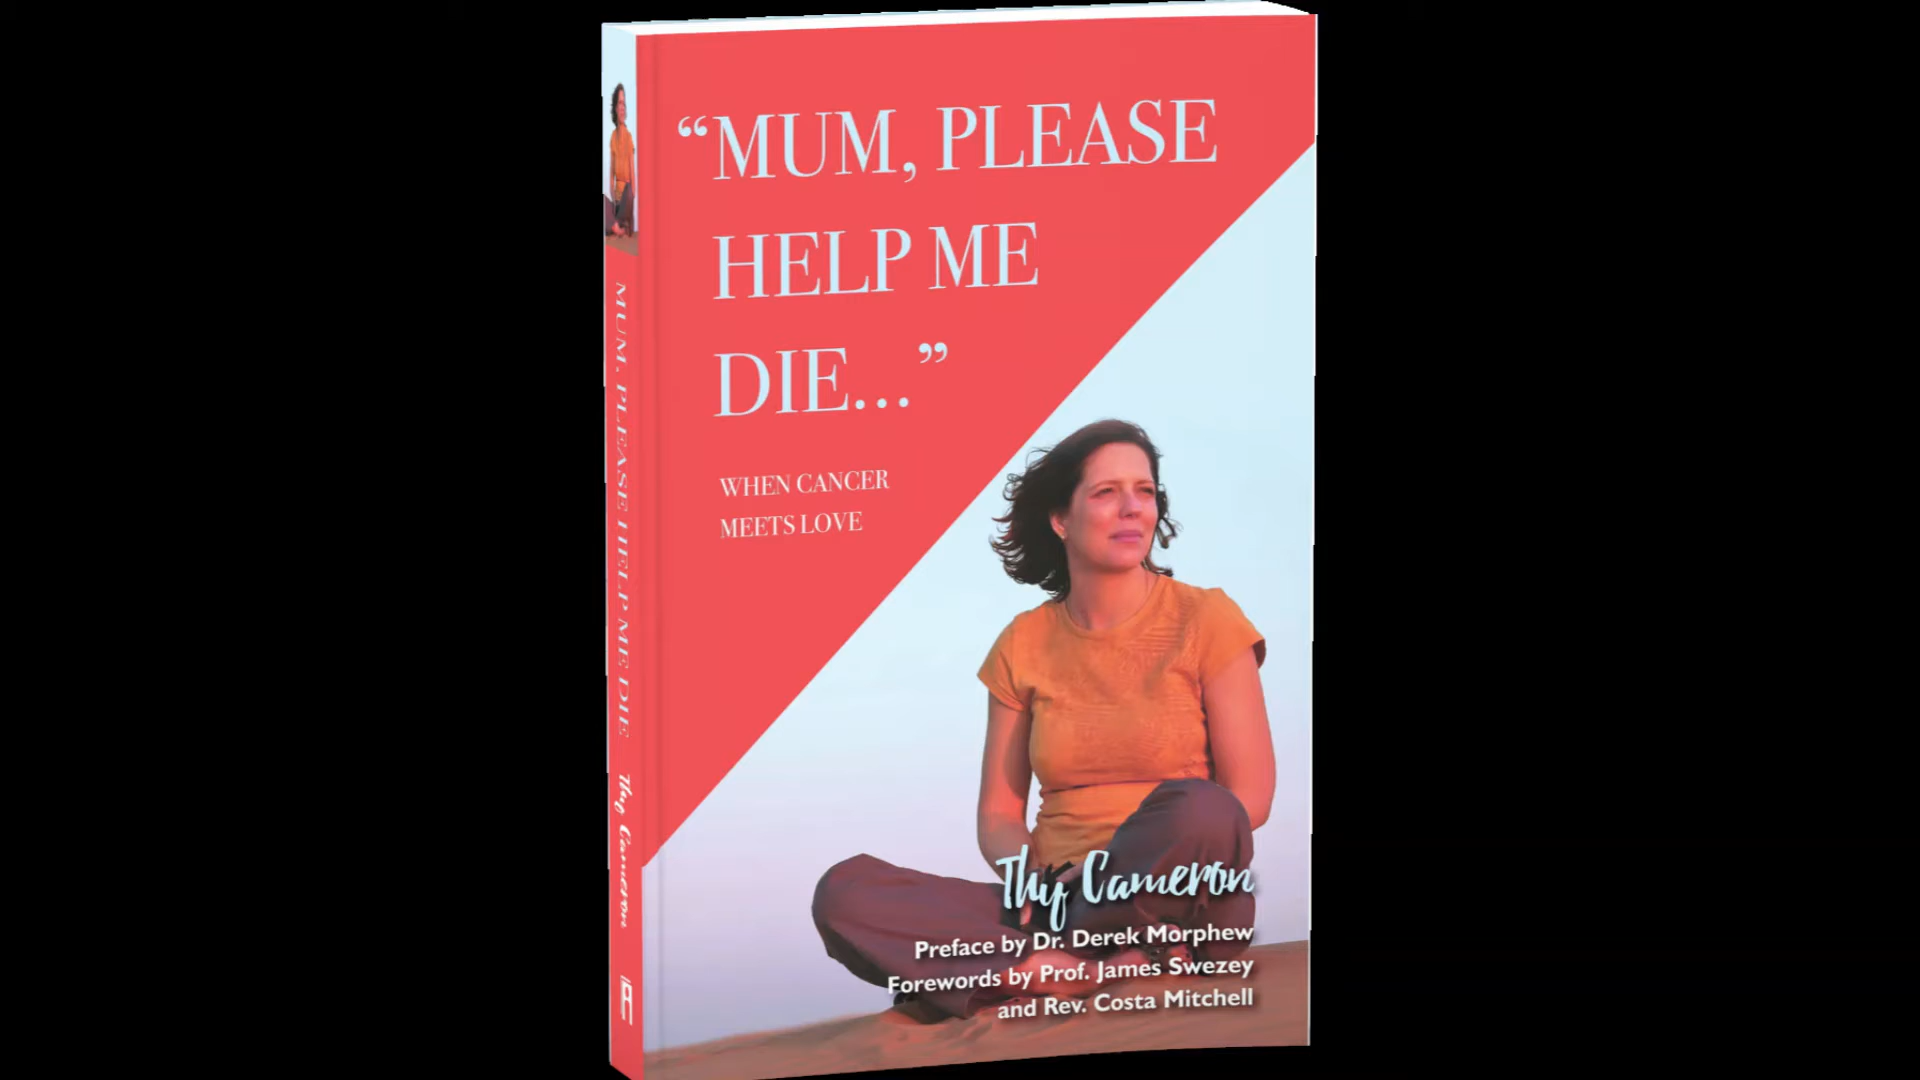 “MUM, PLEASE
HELP ME
DIE...”
WHEN CANCER
MEETS LOVE
Thy Cameron
Preface by Dr. Derek Morphew
Forewords by Prof. James Swezey
and Rev. Costa Mitchell
MUM, PLEASE HELP ME DIE Thy Cameron